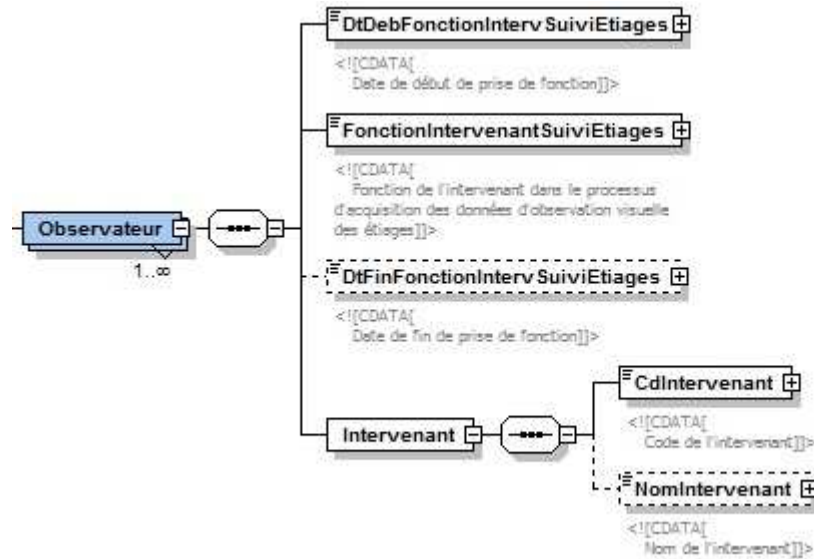 DtDebFonctionIntervSuiviEtiages
<![CDATA[
Date de début de prise de fonction]]>
FonctionIntervenantSuiviEtiages
<![CDATA[
Fonction de l'intervenant dans le processus
d'acquisition des données d'observation visuelle
des étiages]]>
Observateur
1..∞
DtFinFonctionIntervSuiviEtiages
<![CDATA[
Date de fin de prise de fonction]]>
Intervenant
CdIntervenant
<![CDATA[
Code de l'intervenant]]>
NomIntervenant
<![CDATA[
Nom de l'intervenant]]>